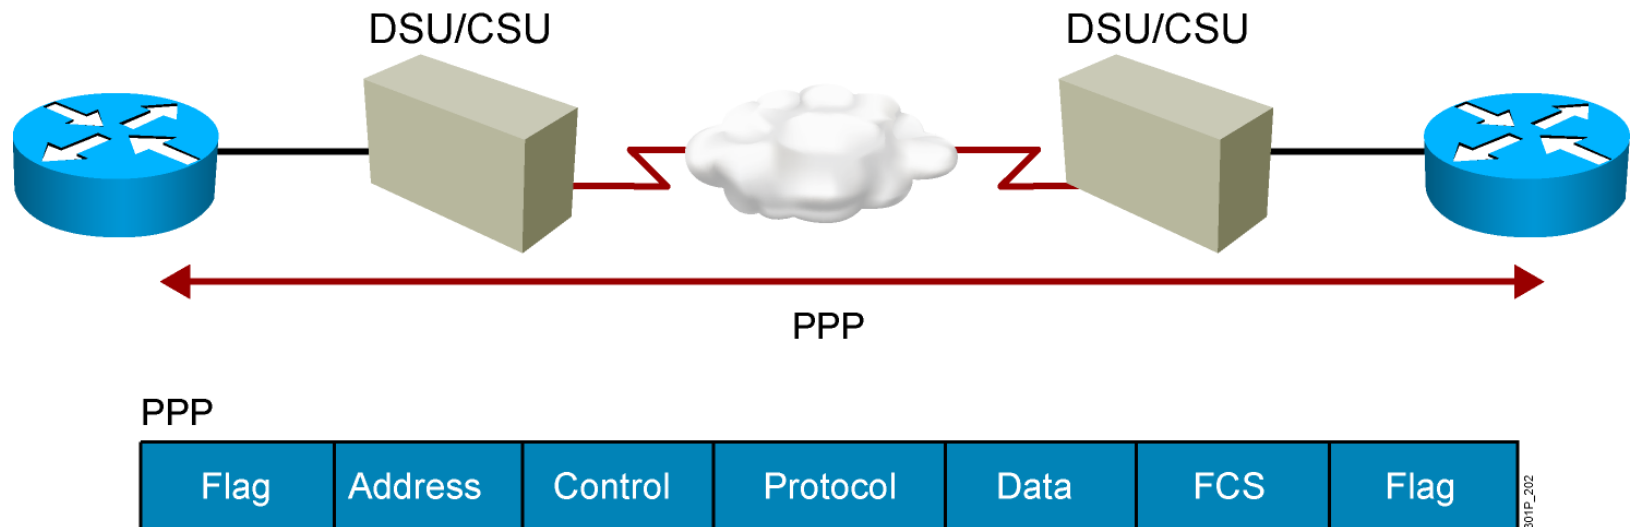 DSU/CSU DSU/CSU
PPP
PPP
Flag Address Control Protocol Data FCS Flag